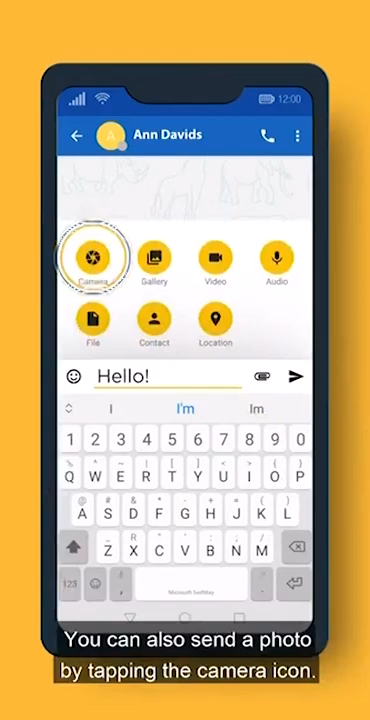 12:00
A
Ann Davids
Camera
Gallery
Video
Audio
File
Contact
Location
Hello!
I
I'm
Im
1 2 3 4 5 6 7 8 9 0
Q W E R T Y U I O P
@ # & * - + = ( )
A S D F G H J K L
Z X C V B N M
123
Microsoft SwiftKey
You can also send a photo
by tapping the camera icon.